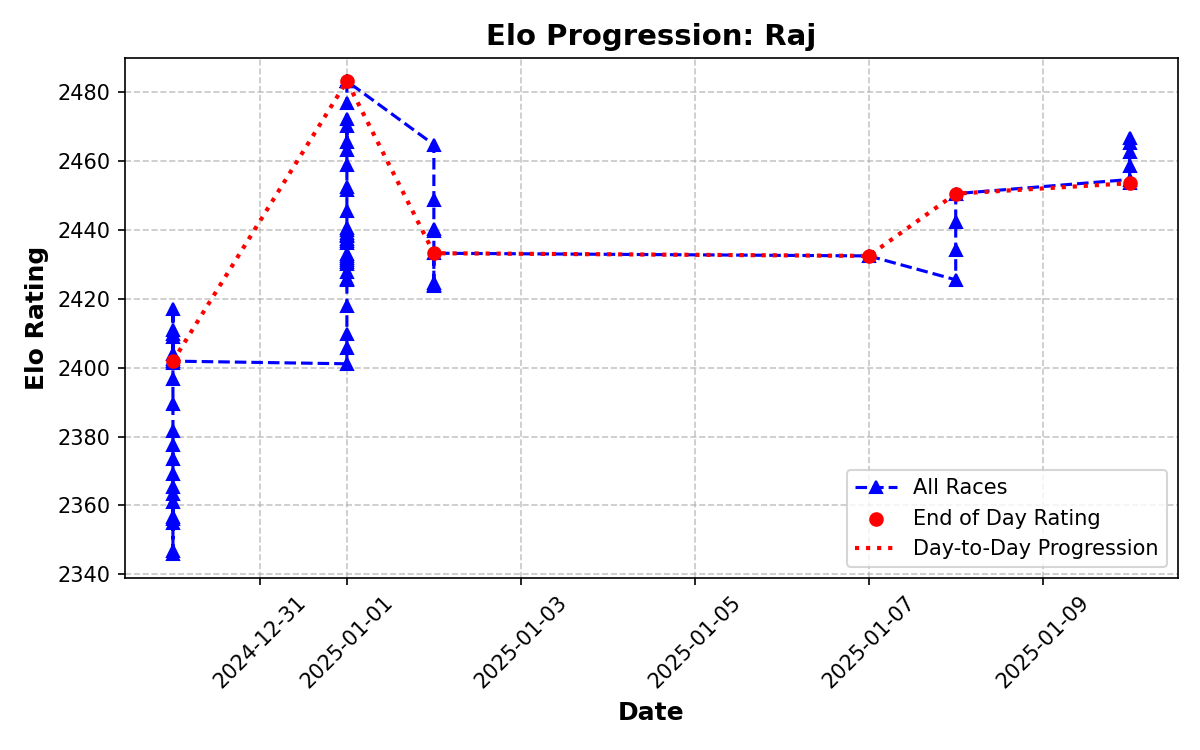 Elo Progression: Raj
Elo Rating
2480
2460
2440
2420
2400
2380
2360
2340
All Races
End of Day Rating
Day-to-Day Progression
2024-12-31
2025-01-01
2025-01-03
2025-01-05
2025-01-07
2025-01-09
Date